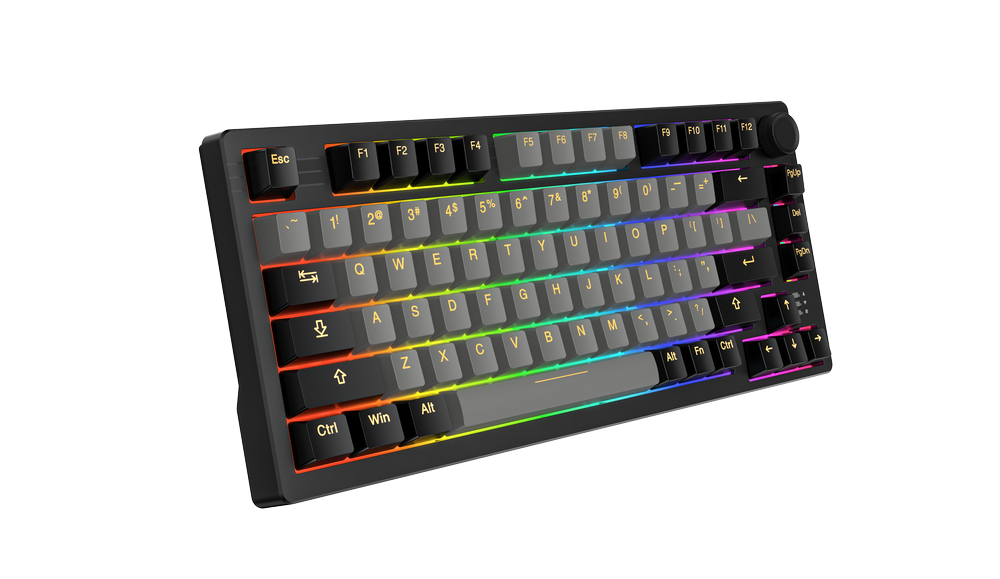 Esc F1 F2 F3 F4 F5 F6 F7 F8 F9 F10 F11 F12
`~ 1! 2@ 3# 4$ 5% 6^ 7& 8* 9( 0) -_ =+ ← PgUp
↹ Q W E R T Y U I O P [{ ]} \| Del
A S D F G H J K L ;: '" ↵ PgDn
⇧ Z X C V B N M <, >. ?/ ⇧ ↑
Ctrl Win Alt Alt Fn Ctrl ← ↓ →